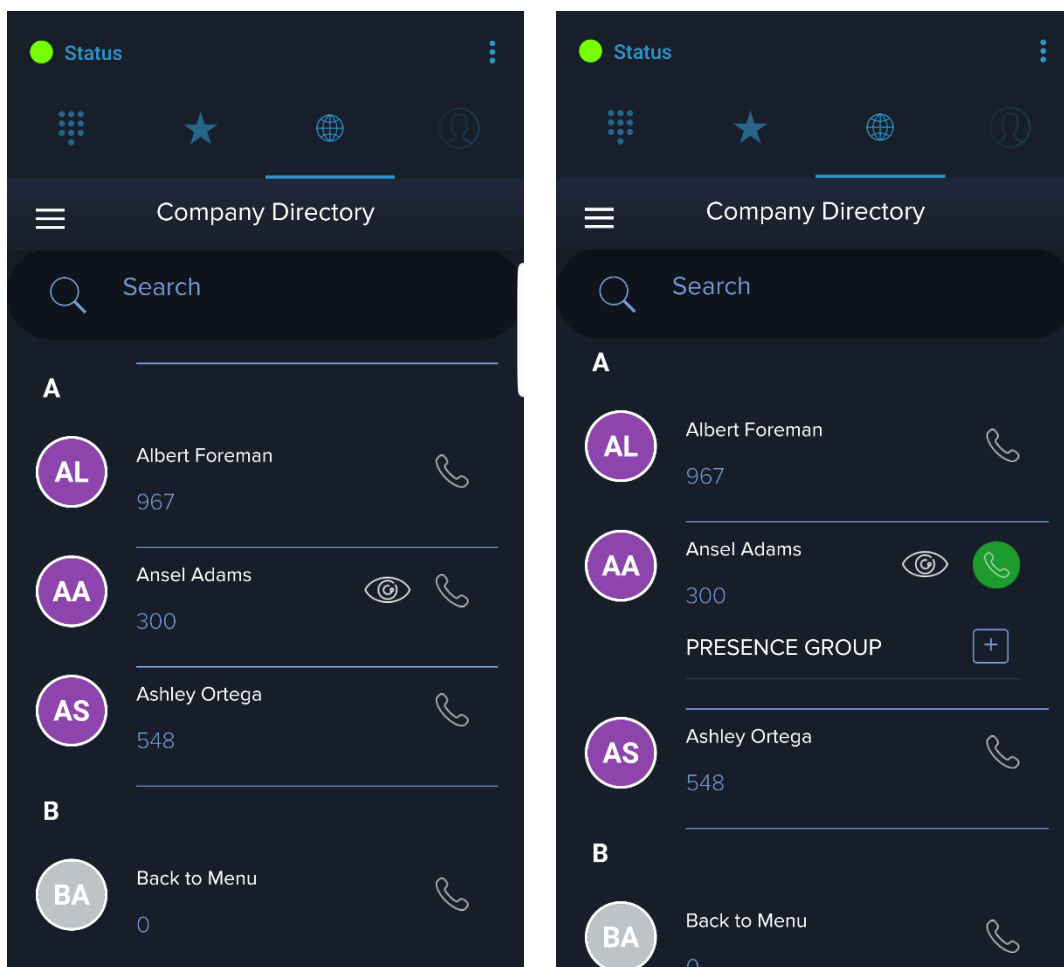 Status
Company Directory
Search
A
AL
Albert Foreman
967
AA
Ansel Adams
300
AS
Ashley Ortega
548
B
BA
Back to Menu
0
Status
Company Directory
Search
A
AL
Albert Foreman
967
AA
Ansel Adams
300
PRESENCE GROUP
AS
Ashley Ortega
548
B
BA
Back to Menu
0